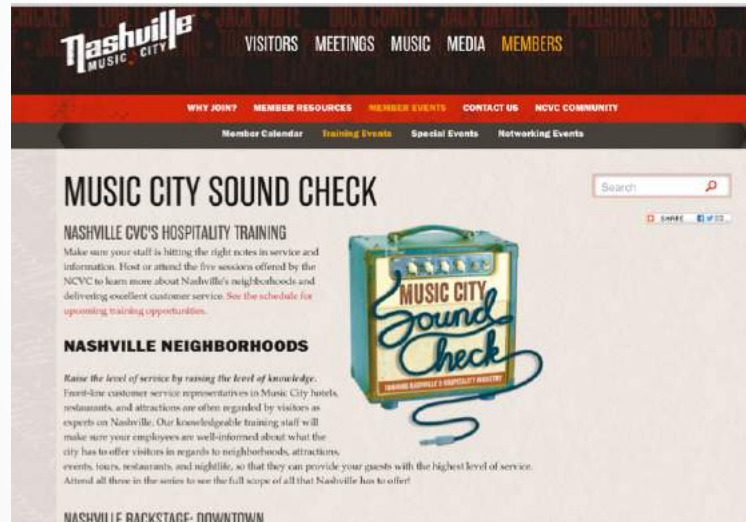 Nashville
MUSIC CITY
VISITORS MEETINGS MUSIC MEDIA MEMBERS
WHY JOIN? MEMBER RESOURCES MEMBER EVENTS CONTACT US NCVC COMMUNITY
Member Calendar Training Events Special Events Networking Events
MUSIC CITY SOUND CHECK
Search
SHARE
NASHVILLE CVC'S HOSPITALITY TRAINING
Make sure your staff is hitting the right notes in service and
information. Host or attend the five sessions offered by the
NCVC to learn more about Nashville's neighborhoods and
delivering excellent customer service. See the schedule for
upcoming training opportunities.
MUSIC CITY
Sound
Check
TRAINING NASHVILLE'S HOSPITALITY INDUSTRY
NASHVILLE NEIGHBORHOODS
Raise the level of service by raising the level of knowledge.
Front-line customer service representatives in Music City hotels,
restaurants, and attractions are often regarded by visitors as
experts on Nashville. Our knowledgeable training staff will
make sure your employees are well-informed about what the
city has to offer visitors in regards to neighborhoods, attractions,
events, tours, restaurants, and nightlife, so that they can provide your guests with the highest level of service.
Attend all three in the series to see the full scope of all that Nashville has to offer!
NASHVILLE BACKSTAGE: DOWNTOWN